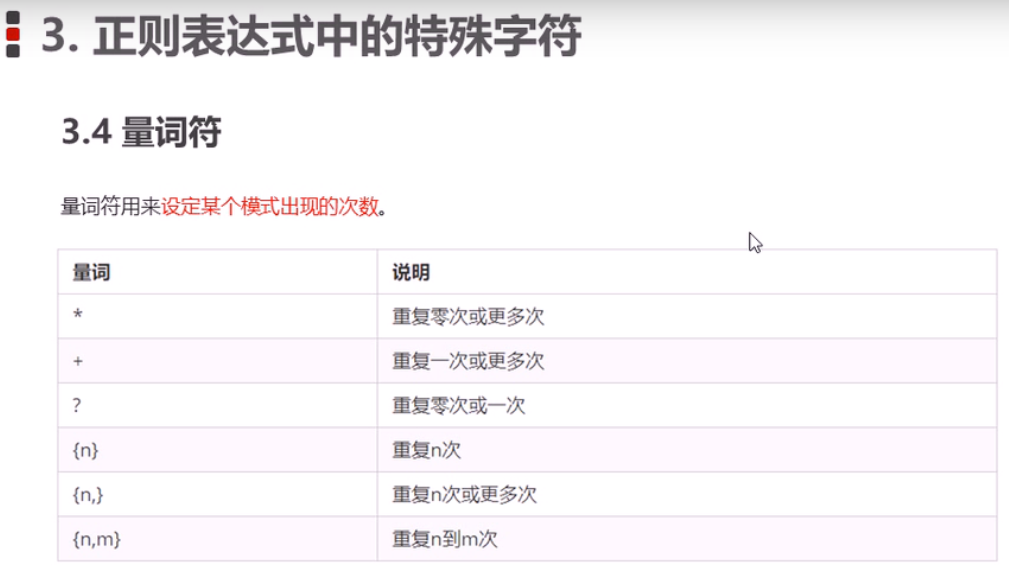 3. 正则表达式中的特殊字符
3.4 量词符
量词符用来设定某个模式出现的次数。
量词 说明
* 重复零次或更多次
+ 重复一次或更多次
? 重复零次或一次
{n} 重复n次
{n,} 重复n次或更多次
{n,m} 重复n到m次